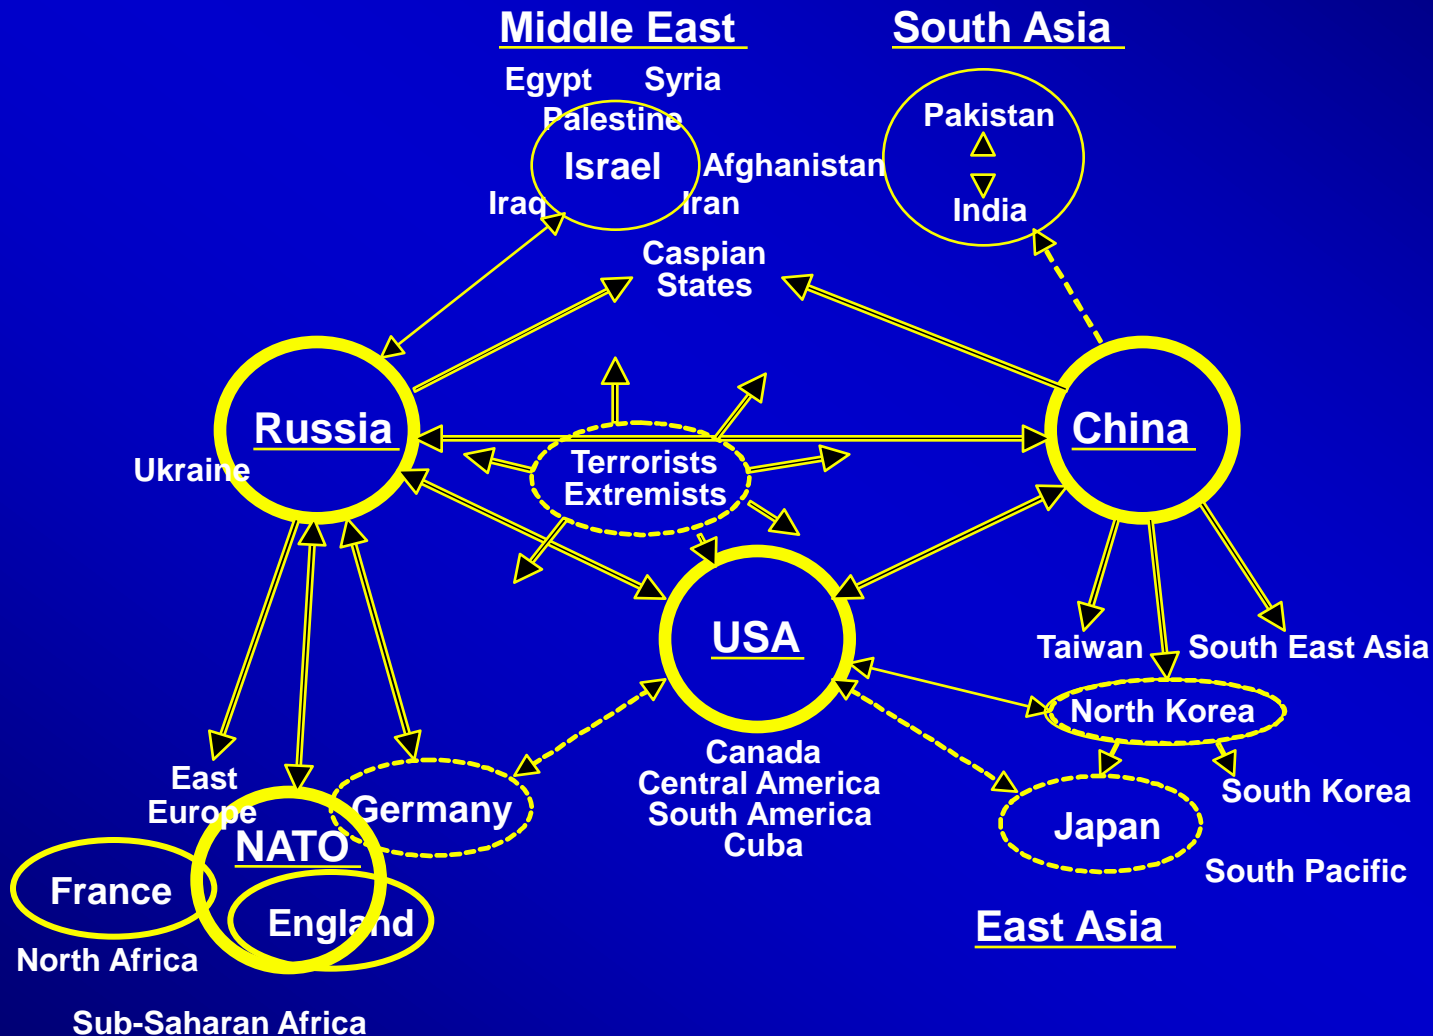 Middle East
South Asia
Egypt
Syria
Palestine
Pakistan
Israel
Afghanistan
Iraq
Iran
India
Caspian
States
Russia
China
Ukraine
Terrorists
Extremists
USA
Taiwan
South East Asia
North Korea
Canada
Central America
South America
Cuba
East
Europe
Germany
South Korea
NATO
Japan
France
South Pacific
England
East Asia
North Africa
Sub-Saharan Africa